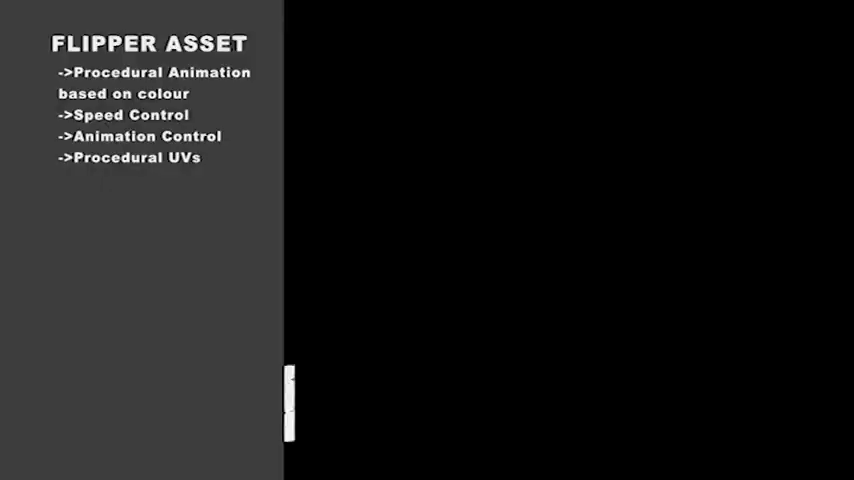 FLIPPER ASSET
->Procedural Animation
based on colour
->Speed Control
->Animation Control
->Procedural UVs